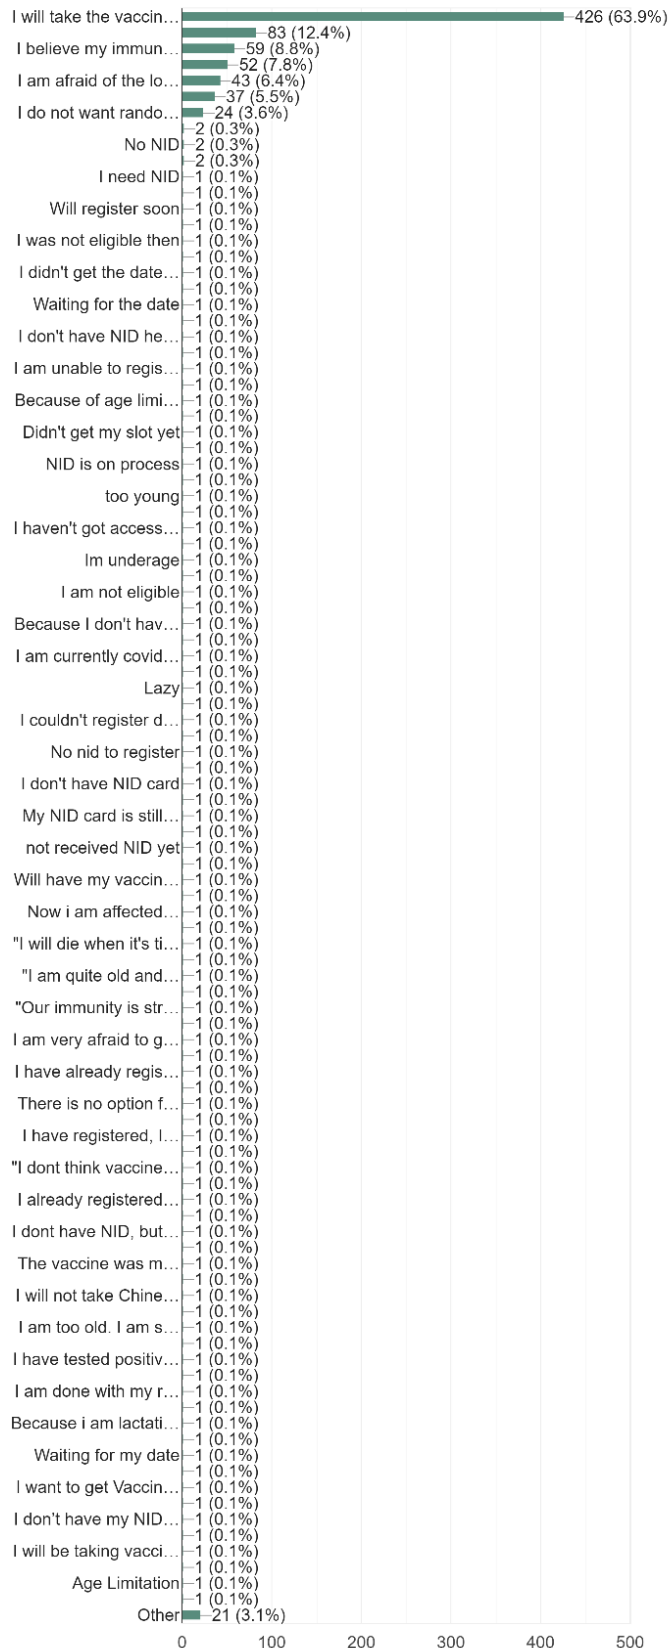 I will take the vaccin… 426 (63.9%)
83 (12.4%)
I believe my immun… 59 (8.8%)
52 (7.8%)
I am afraid of the lo… 43 (6.4%)
37 (5.5%)
I do not want rando… 24 (3.6%)
2 (0.3%)
No NID 2 (0.3%)
2 (0.3%)
I need NID 1 (0.1%)
1 (0.1%)
Will register soon 1 (0.1%)
1 (0.1%)
I was not eligible then 1 (0.1%)
1 (0.1%)
I didn't get the date… 1 (0.1%)
1 (0.1%)
Waiting for the date 1 (0.1%)
1 (0.1%)
I don't have NID he… 1 (0.1%)
1 (0.1%)
I am unable to regis… 1 (0.1%)
1 (0.1%)
Because of age limi… 1 (0.1%)
1 (0.1%)
Didn't get my slot yet 1 (0.1%)
1 (0.1%)
NID is on process 1 (0.1%)
1 (0.1%)
too young 1 (0.1%)
1 (0.1%)
I haven't got access… 1 (0.1%)
1 (0.1%)
Im underage 1 (0.1%)
1 (0.1%)
I am not eligible 1 (0.1%)
1 (0.1%)
Because I don't hav… 1 (0.1%)
1 (0.1%)
I am currently covid… 1 (0.1%)
1 (0.1%)
Lazy 1 (0.1%)
1 (0.1%)
I couldn't register d… 1 (0.1%)
1 (0.1%)
No nid to register 1 (0.1%)
1 (0.1%)
I don't have NID card 1 (0.1%)
1 (0.1%)
My NID card is still… 1 (0.1%)
1 (0.1%)
not received NID yet 1 (0.1%)
1 (0.1%)
Will have my vaccin… 1 (0.1%)
1 (0.1%)
Now i am affected… 1 (0.1%)
1 (0.1%)
"I will die when it's ti… 1 (0.1%)
1 (0.1%)
"I am quite old and… 1 (0.1%)
1 (0.1%)
"Our immunity is str… 1 (0.1%)
1 (0.1%)
I am very afraid to g… 1 (0.1%)
1 (0.1%)
I have already regis… 1 (0.1%)
1 (0.1%)
There is no option f… 1 (0.1%)
1 (0.1%)
I have registered, I… 1 (0.1%)
1 (0.1%)
"I dont think vaccine… 1 (0.1%)
1 (0.1%)
I already registered… 1 (0.1%)
1 (0.1%)
I dont have NID, but… 1 (0.1%)
1 (0.1%)
The vaccine was m… 1 (0.1%)
1 (0.1%)
I will not take Chine… 1 (0.1%)
1 (0.1%)
I am too old. I am s… 1 (0.1%)
1 (0.1%)
I have tested positiv… 1 (0.1%)
1 (0.1%)
I am done with my r… 1 (0.1%)
1 (0.1%)
Because i am lactati… 1 (0.1%)
1 (0.1%)
Waiting for my date 1 (0.1%)
1 (0.1%)
I want to get Vaccin… 1 (0.1%)
1 (0.1%)
I don't have my NID… 1 (0.1%)
1 (0.1%)
I will be taking vacci… 1 (0.1%)
1 (0.1%)
Age Limitation 1 (0.1%)
1 (0.1%)
Other 21 (3.1%)
0 100 200 300 400 500